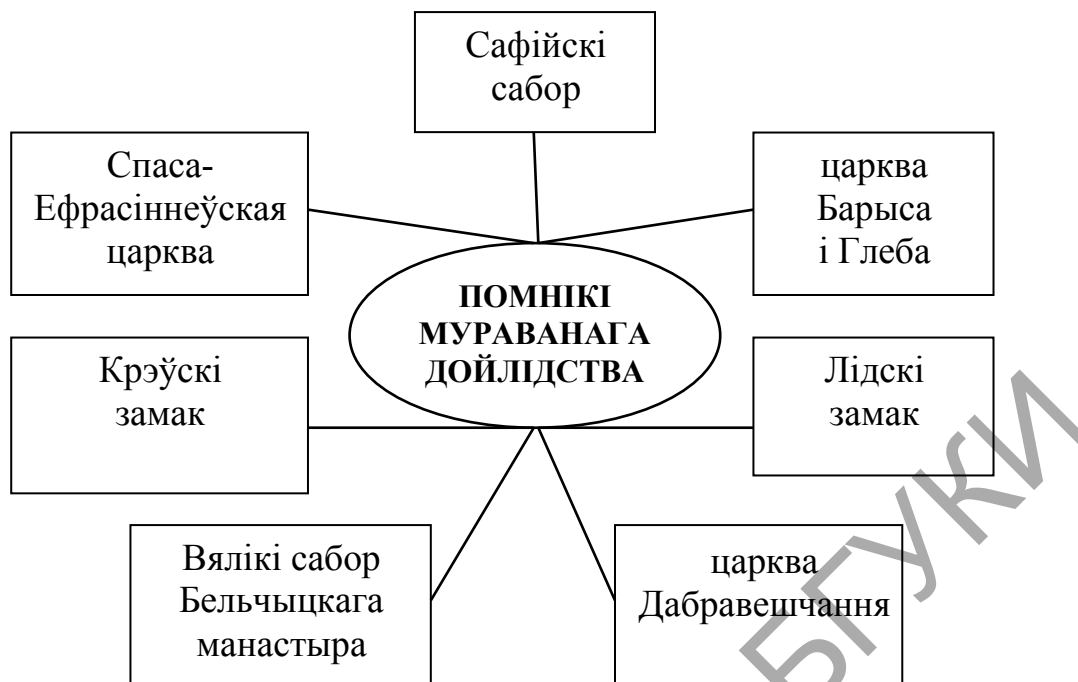 Сафійскі
сабор
Спаса-
Ефрасіннеўская
царква
царква
Барыса
і Глеба
ПОМНІКІ
МУРАВАНАГА
ДОЙЛІДСТВА
Крэўскі
замак
Лідскі
замак
Вялікі сабор
Бельчыцкага
манастыра
царква
Дабравешчання
БГУКИ